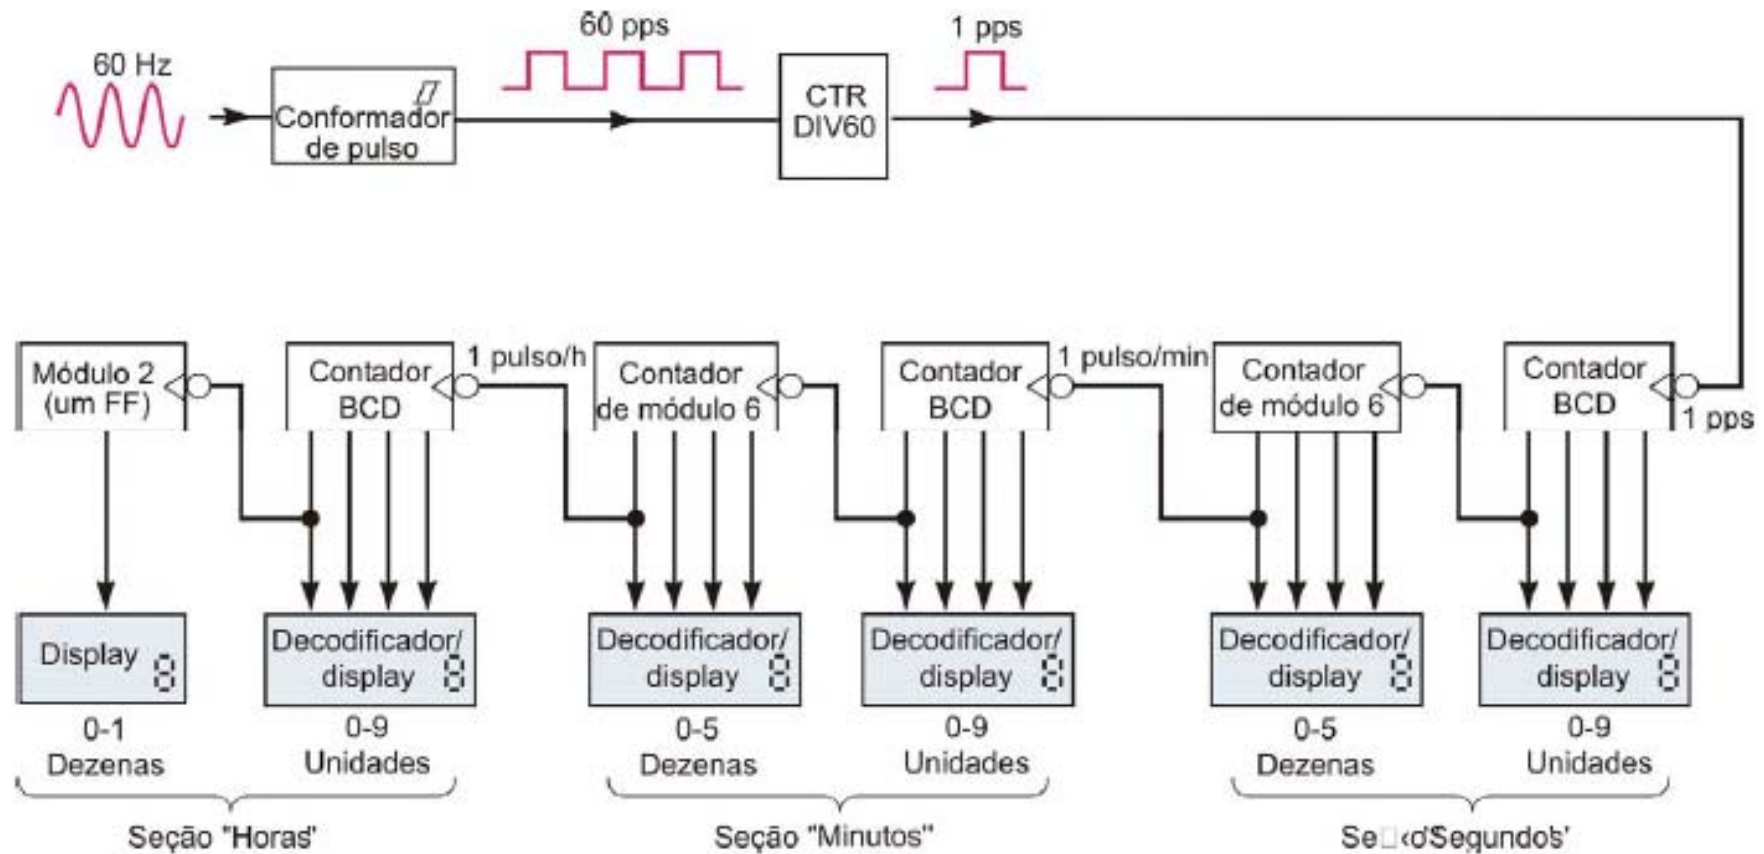 60 Hz
60 pps
1 pps
Conformador
de pulso
CTR
DIV60
Módulo 2
(um FF)
Contador
BCD
1 pulso/h
Contador
de módulo 6
Contador
BCD
1 pulso/min
Contador
de módulo 6
Contador
BCD
1 pps
Display
Decodificador/
display
Decodificador/
display
Decodificador/
display
Decodificador/
display
Decodificador/
display
0-1
Dezenas
0-9
Unidades
0-5
Dezenas
0-9
Unidades
0-5
Dezenas
0-9
Unidades
Seção "Horas"
Seção "Minutos"